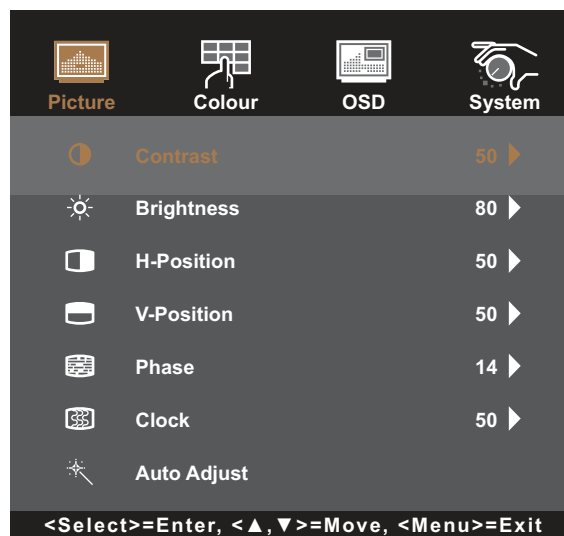 Picture Colour OSD System
Contrast 50
Brightness 80
H-Position 50
V-Position 50
Phase 14
Clock 50
Auto Adjust
<Select>=Enter, <▲,▼>=Move, <Menu>=Exit